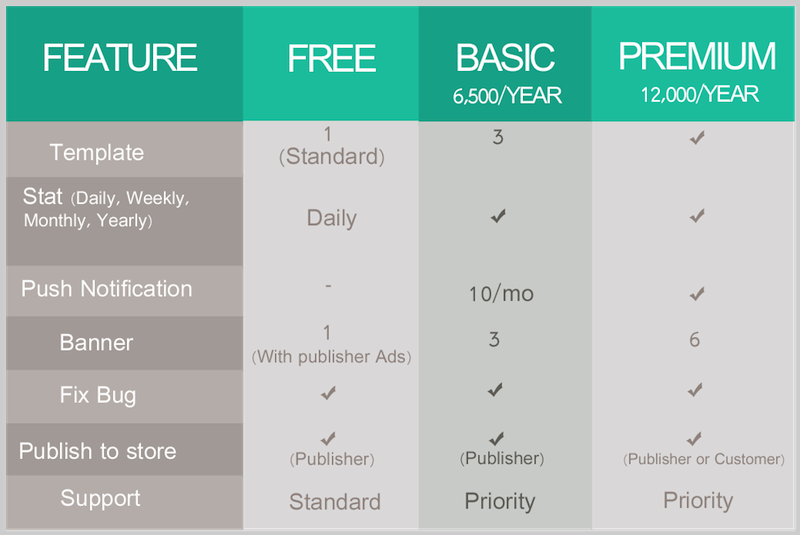 FEATURE FREE BASIC PREMIUM
6,500/YEAR 12,000/YEAR
Template 1 3 ✔
(Standard)
Stat (Daily, Weekly,
Monthly, Yearly) Daily ✔ ✔
Push Notification - 10/mo ✔
Banner 1 3 6
(With publisher Ads)
Fix Bug ✔ ✔ ✔
Publish to store ✔ ✔ ✔
(Publisher) (Publisher) (Publisher or Customer)
Support Standard Priority Priority